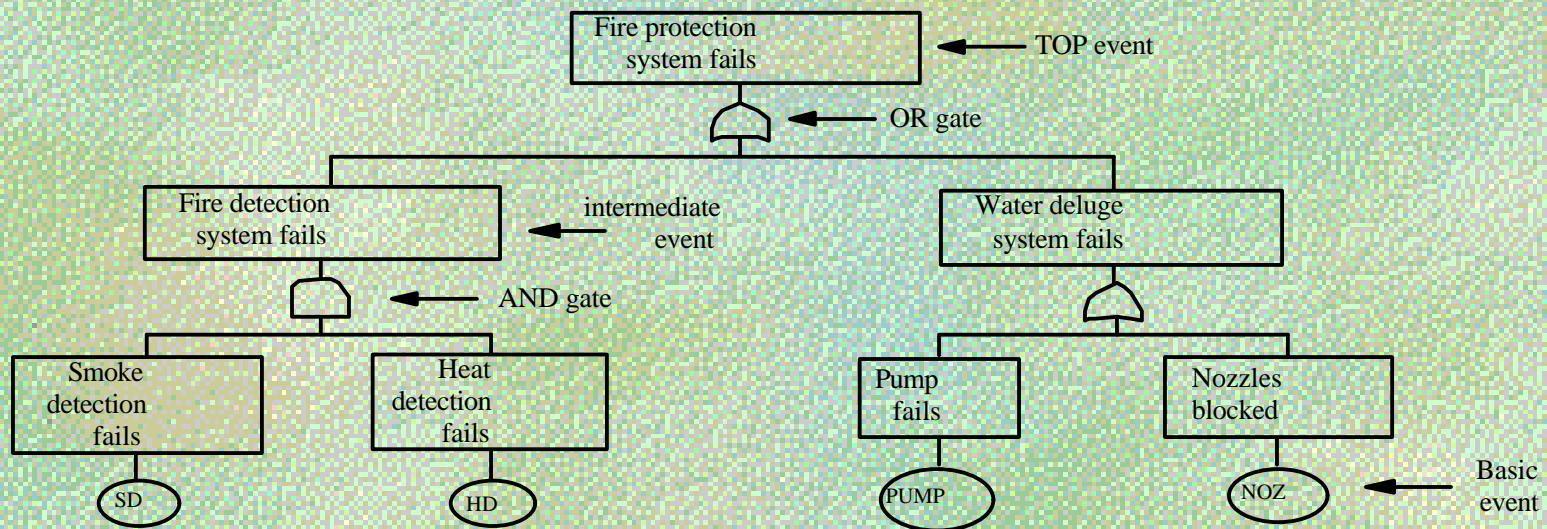 Fire protection
system fails
TOP event
OR gate
Fire detection
system fails
intermediate
event
Water deluge
system fails
AND gate
Smoke
detection
fails
Heat
detection
fails
Pump
fails
Nozzles
blocked
SD
HD
PUMP
NOZ
Basic
event